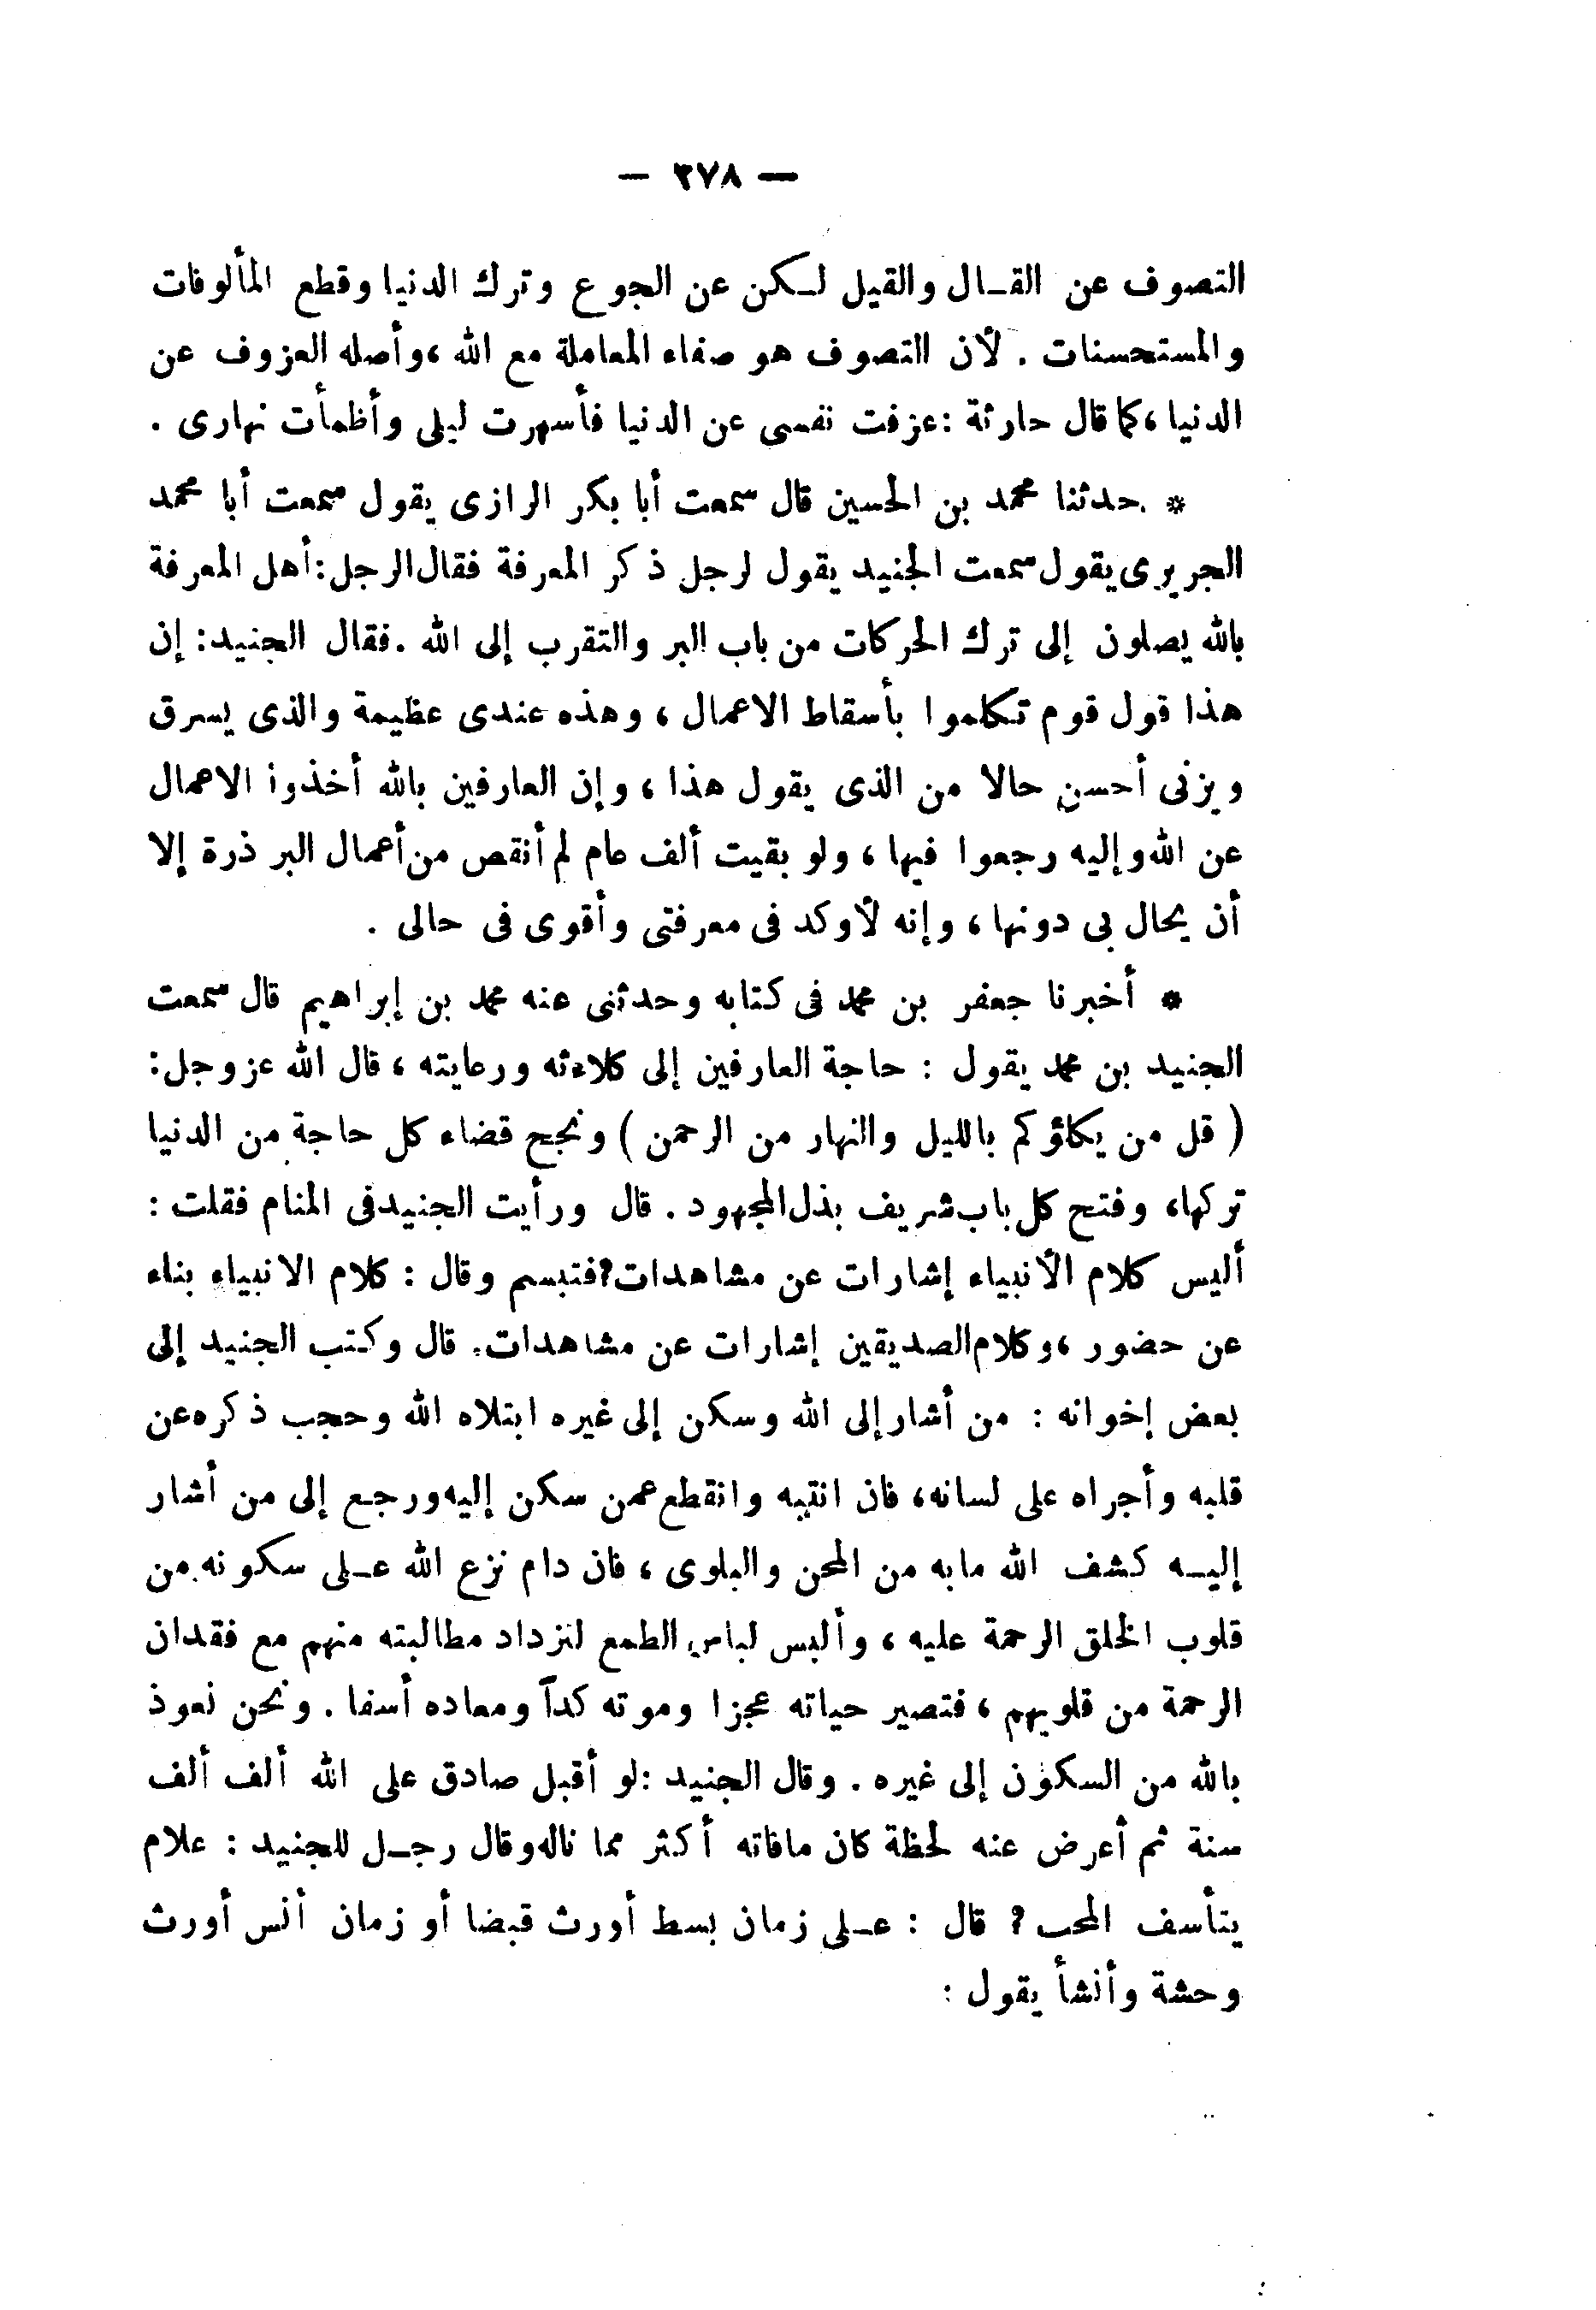 — ٢٧٨ —
التصوف عن القـال والقيل لـكن عن الجوع وترك الدنيا وقطع المألوفات
والمستحسنات . لأن التصوف هو صفاء المعاملة مع الله ، وأصله العزوف عن
الدنيا ، كما قال حارثة : عزفت نفسى عن الدنيا فأسهرت ليلى وأظمأت نهارى .
* حدثنا محمد بن الحسين قال سمعت أبا بكر الرازى يقول سمعت أبا محمد
الجريرى يقول سمعت الجنيد يقول لرجل ذكر المعرفة فقال الرجل : أهل المعرفة
بالله يصلون إلى ترك الحركات من باب البر والتقرب إلى الله . فقال الجنيد : إن
هذا قول قوم تكلموا بأسقاط الاعمال ، وهذه عندى عظيمة والذى يسرق
ويزنى أحسن حالا من الذى يقول هذا ، وإن العارفين بالله أخذوا الاعمال
عن الله وإليه رجعوا فيها ، ولو بقيت ألف عام لم أنقص من أعمال البر ذرة إلا
أن يحال بى دونها ، وإنه لأوكد فى معرفتى وأقوى فى حالى .
* أخبرنا جعفر بن محمد فى كتابه وحدثنى عنه محمد بن إبراهيم قال سمعت
الجنيد بن محمد يقول : حاجة العارفين إلى كلاءته ورعايته ، قال الله عز وجل :
( قل من يكلؤكم بالليل والنهار من الرحمن ) ونجح قضاء كل حاجة من الدنيا
تركها ، وفتح كل باب شريف بذل المجهود . قال ورأيت الجنيد فى المنام فقلت :
أليس كلام الأنبياء إشارات عن مشاهدات ؟ فتبسم وقال : كلام الانبياء بناء
عن حضور ، وكلام الصديقين إشارات عن مشاهدات . قال وكتب الجنيد إلى
بعض إخوانه : من أشار إلى الله وسكن إلى غيره ابتلاه الله وحجب ذكره عن
قلبه وأجراه على لسانه ، فان انتبه وانقطع عمن سكن إليه ورجع إلى من أشار
إليـه كشف الله ما به من المحن والبلوى ، فان دام نزع الله عـلى سكونه من
قلوب الخلق الرحمة عليه ، وألبس لباس الطمع لتزداد مطالبته منهم مع فقدان
الرحمة من قلوبهم ، فتصير حياته عجزا وموته كداً ومعاده أسفا . ونحن نعوذ
بالله من السكون إلى غيره . وقال الجنيد : لو أقبل صادق على الله ألف ألف
سنة ثم أعرض عنه لحظة كان ما فاته أكثر مما ناله وقال رجـل للجنيد : علام
يتأسف المحب ؟ قال : عـلى زمان بسط أورث قبضا أو زمان أنس أورث
وحشة وأنشأ يقول :